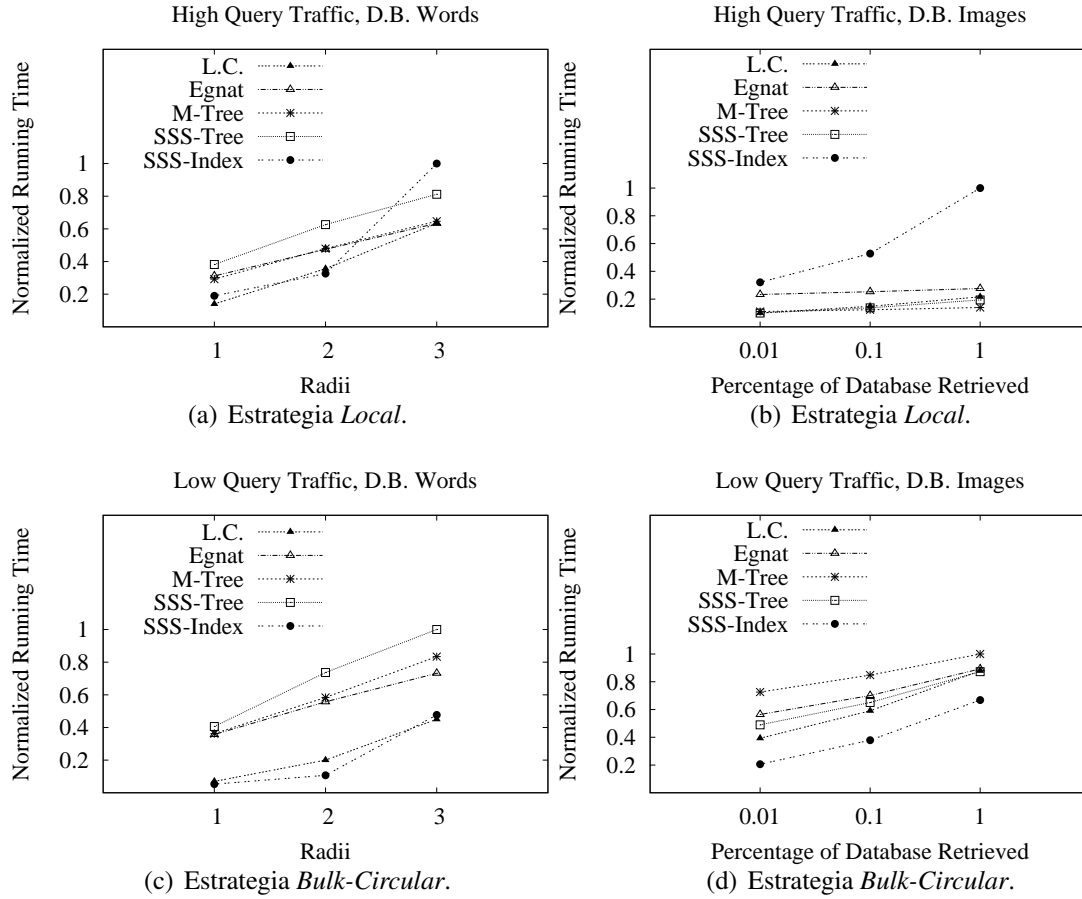 High Query Traffic, D.B. Words
Normalized Running Time
L.C.
Egnat
M-Tree
SSS-Tree
SSS-Index
1
0.8
0.6
0.4
0.2
1 2 3
Radii
(a) Estrategia Local.
High Query Traffic, D.B. Images
Normalized Running Time
L.C.
Egnat
M-Tree
SSS-Tree
SSS-Index
1
0.8
0.6
0.4
0.2
0.01 0.1 1
Percentage of Database Retrieved
(b) Estrategia Local.
Low Query Traffic, D.B. Words
Normalized Running Time
L.C.
Egnat
M-Tree
SSS-Tree
SSS-Index
1
0.8
0.6
0.4
0.2
1 2 3
Radii
(c) Estrategia Bulk-Circular.
Low Query Traffic, D.B. Images
Normalized Running Time
L.C.
Egnat
M-Tree
SSS-Tree
SSS-Index
1
0.8
0.6
0.4
0.2
0.01 0.1 1
Percentage of Database Retrieved
(d) Estrategia Bulk-Circular.